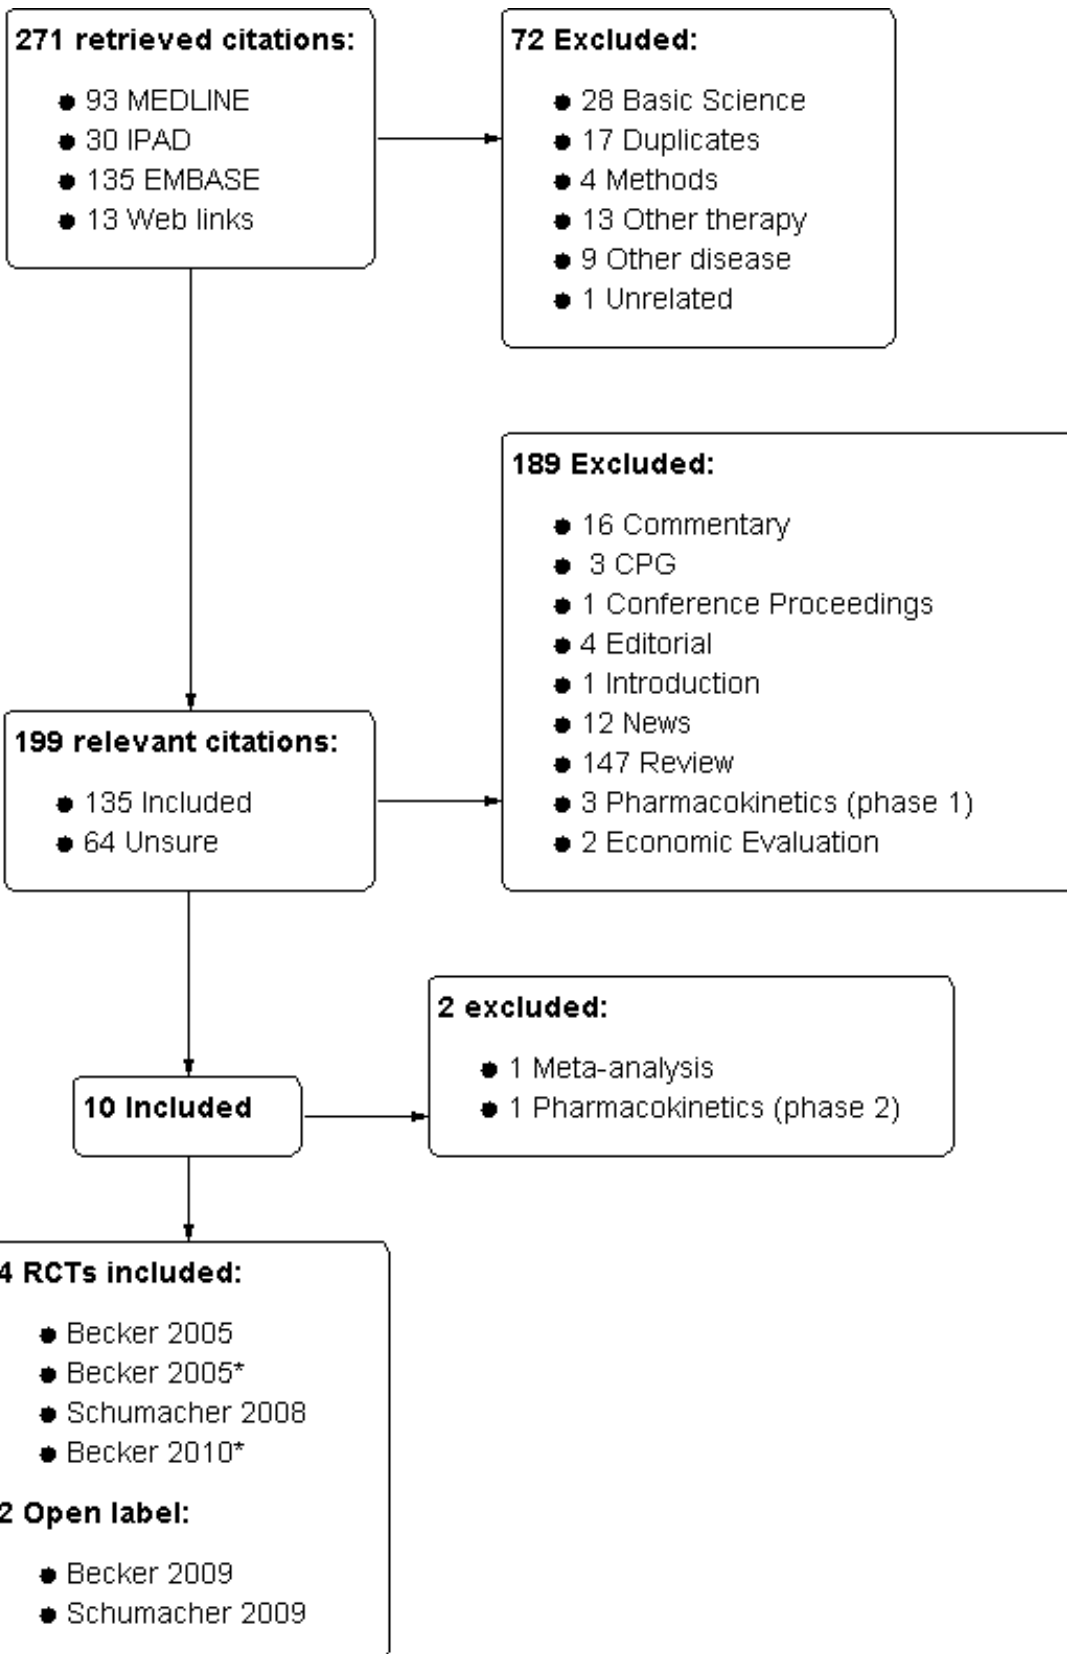 271 retrieved citations:
● 93 MEDLINE
● 30 IPAD
● 135 EMBASE
● 13 Web links
72 Excluded:
● 28 Basic Science
● 17 Duplicates
● 4 Methods
● 13 Other therapy
● 9 Other disease
● 1 Unrelated
189 Excluded:
● 16 Commentary
● 3 CPG
● 1 Conference Proceedings
● 4 Editorial
● 1 Introduction
● 12 News
● 147 Review
● 3 Pharmacokinetics (phase 1)
● 2 Economic Evaluation
199 relevant citations:
● 135 Included
● 64 Unsure
2 excluded:
● 1 Meta-analysis
● 1 Pharmacokinetics (phase 2)
10 Included
4 RCTs included:
● Becker 2005
● Becker 2005*
● Schumacher 2008
● Becker 2010*
2 Open label:
● Becker 2009
● Schumacher 2009